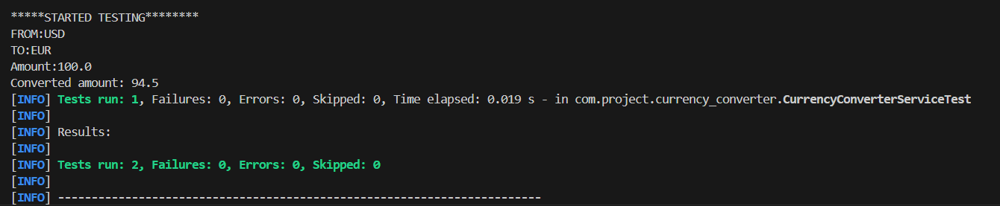 *****STARTED TESTING********
FROM:USD
TO:EUR
Amount:100.0
Converted amount: 94.5
[INFO] Tests run: 1, Failures: 0, Errors: 0, Skipped: 0, Time elapsed: 0.019 s - in com.project.currency_converter.CurrencyConverterServiceTest
[INFO]
[INFO] Results:
[INFO]
[INFO] Tests run: 2, Failures: 0, Errors: 0, Skipped: 0
[INFO]
[INFO] ------------------------------------------------------------------------